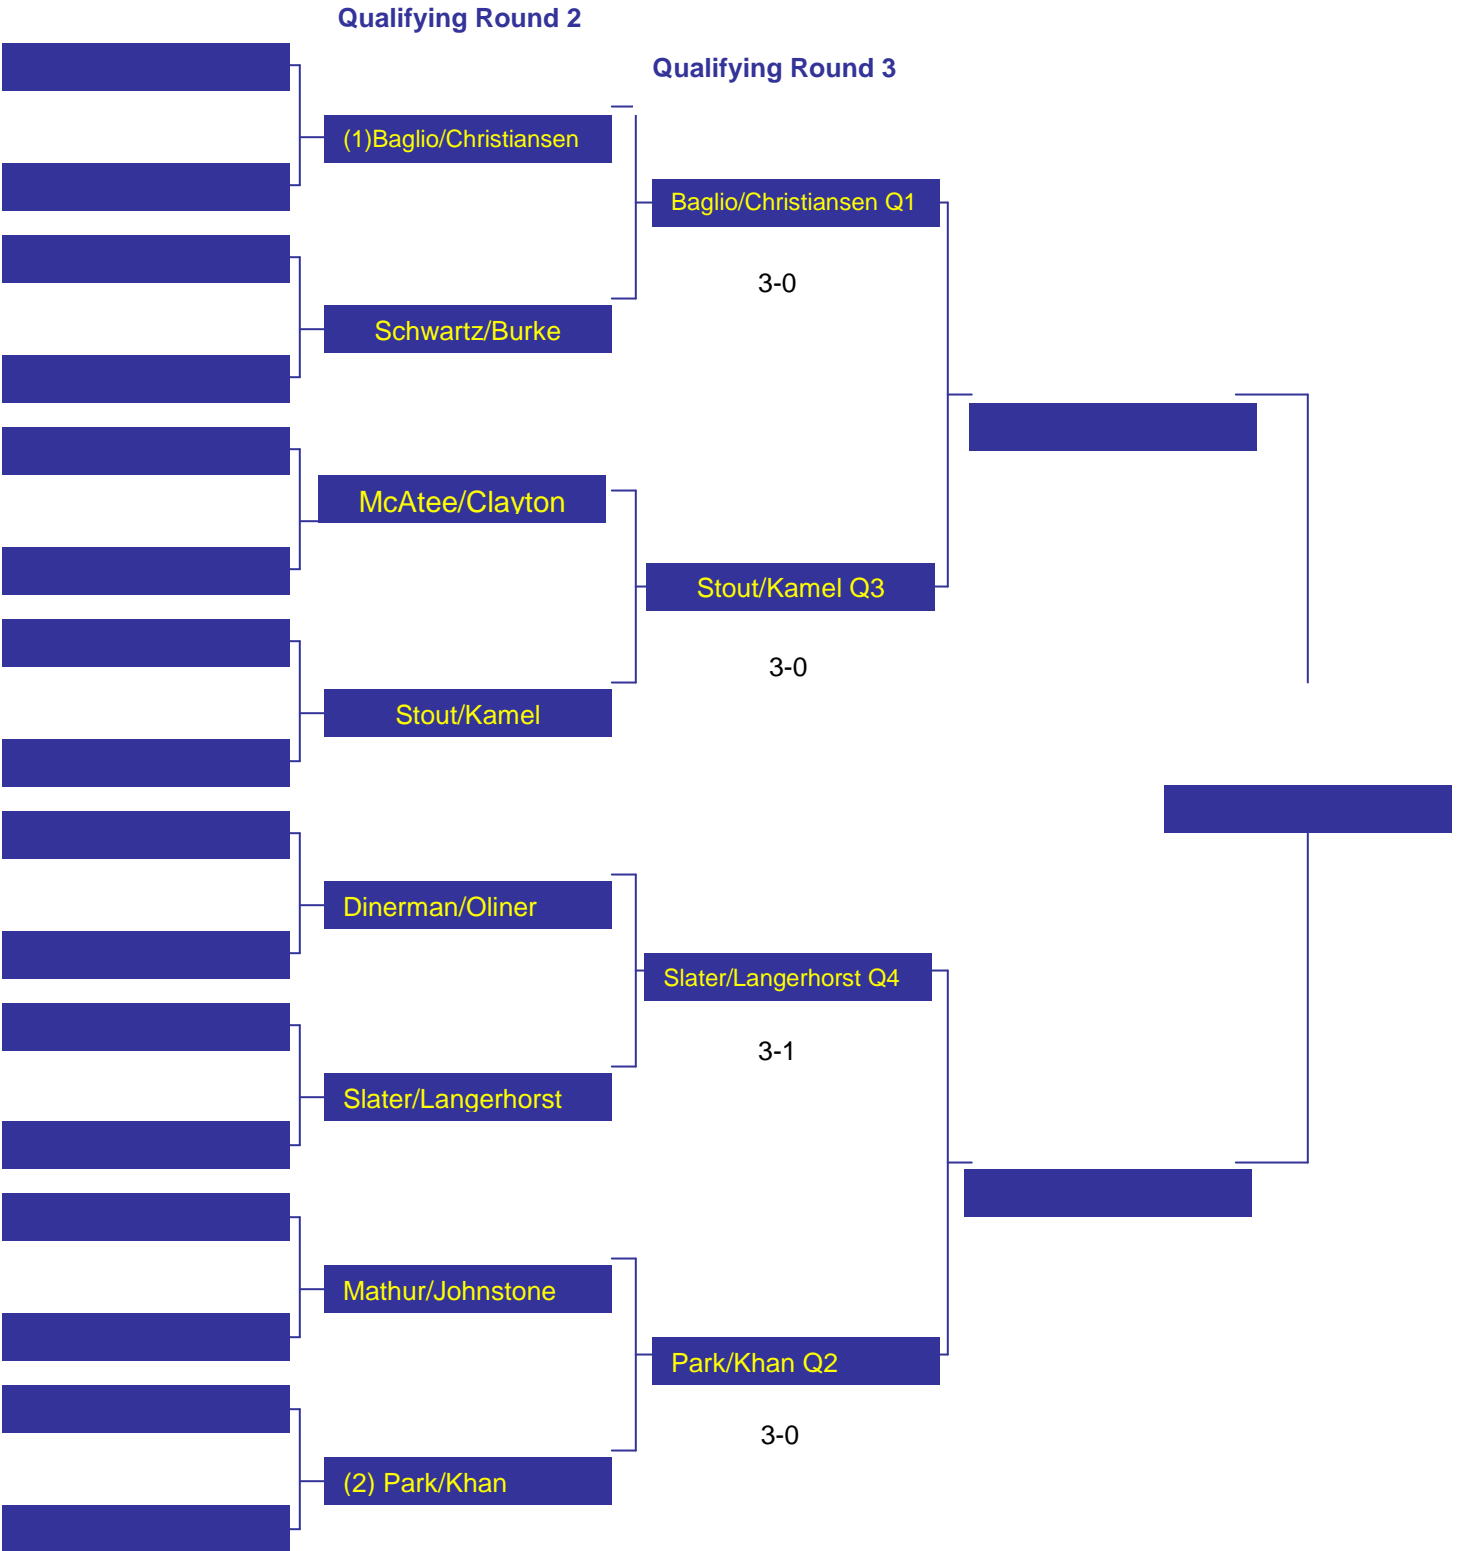 Qualifying Round 2
Qualifying Round 3
(1)Baglio/Christiansen
Baglio/Christiansen Q1
3-0
Schwartz/Burke
McAtee/Clayton
Stout/Kamel Q3
3-0
Stout/Kamel
Dinerman/Oliner
Slater/Langerhorst Q4
3-1
Slater/Langerhorst
Mathur/Johnstone
Park/Khan Q2
3-0
(2) Park/Khan